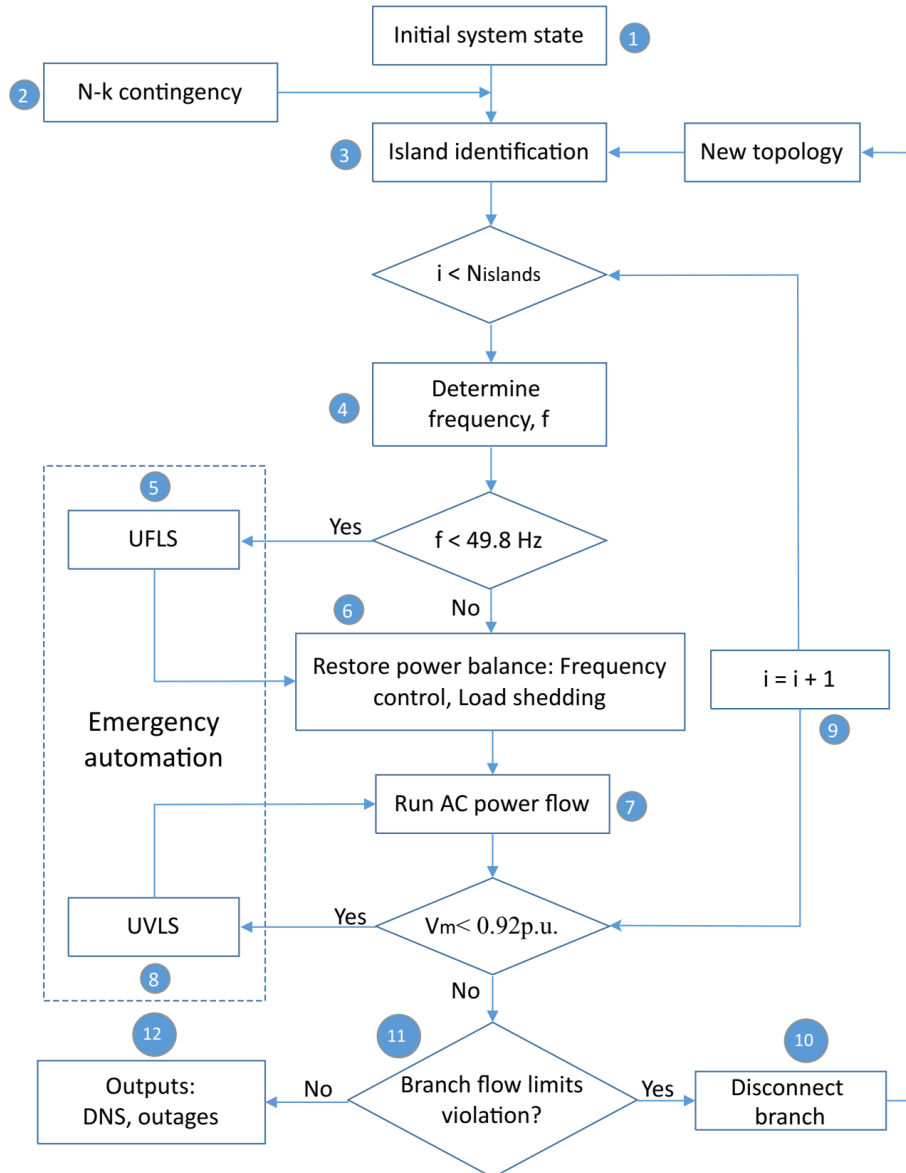 Initial system state
1
2
N-k contingency
3
Island identification
New topology
i < Nislands
4
Determine
frequency, f
5
UFLS
Yes
f < 49.8 Hz
No
6
Restore power balance: Frequency
control, Load shedding
i = i + 1
9
Emergency
automation
Run AC power flow
7
UVLS
Yes
Vm< 0.92p.u.
8
No
12
11
10
Outputs:
DNS, outages
No
Branch flow limits
violation?
Yes
Disconnect
branch